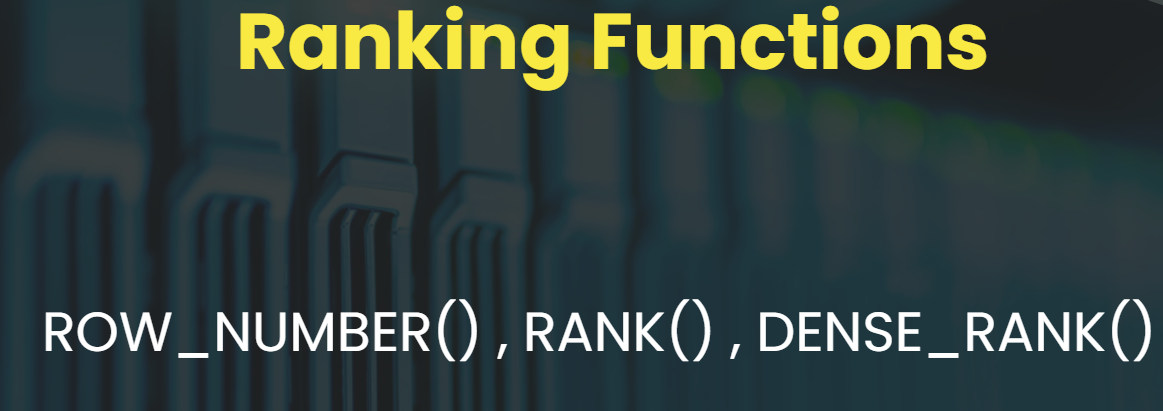 Ranking Functions
ROW_NUMBER() , RANK() , DENSE_RANK()